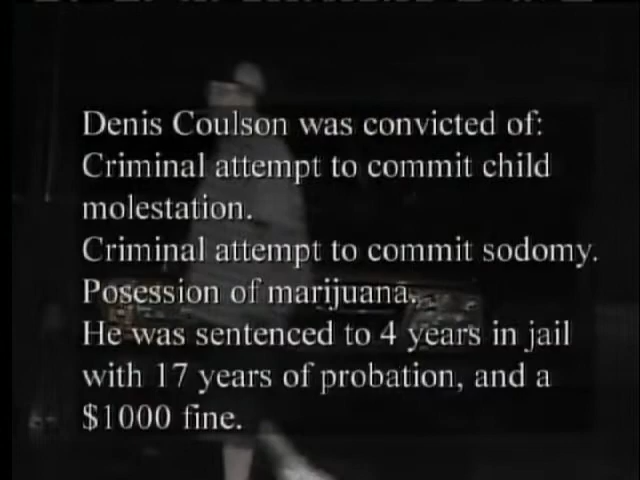 Denis Coulson was convicted of:
Criminal attempt to commit child
molestation.
Criminal attempt to commit sodomy.
Posession of marijuana.
He was sentenced to 4 years in jail
with 17 years of probation, and a
$1000 fine.